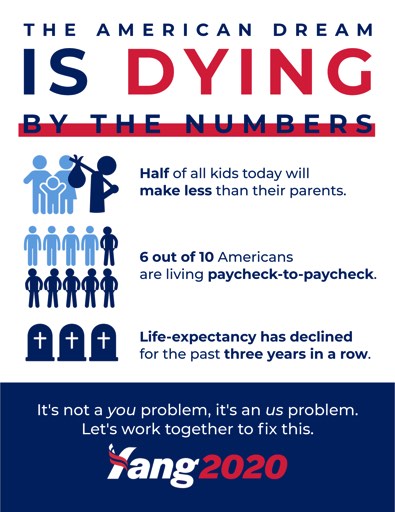 THE AMERICAN DREAM
IS DYING
BY THE NUMBERS
Half of all kids today will
make less than their parents.
6 out of 10 Americans
are living paycheck-to-paycheck.
Life-expectancy has declined
for the past three years in a row.
It's not a you problem, it's an us problem.
Let's work together to fix this.
Yang2020